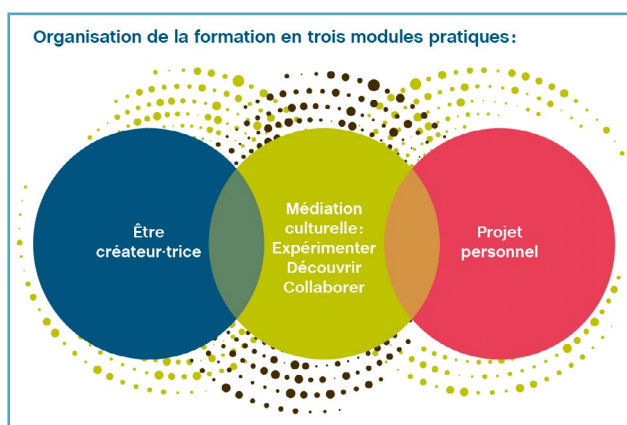 Organisation de la formation en trois modules pratiques:
Être
créateur·trice
Médiation
culturelle:
Expérimenter
Découvrir
Collaborer
Projet
personnel